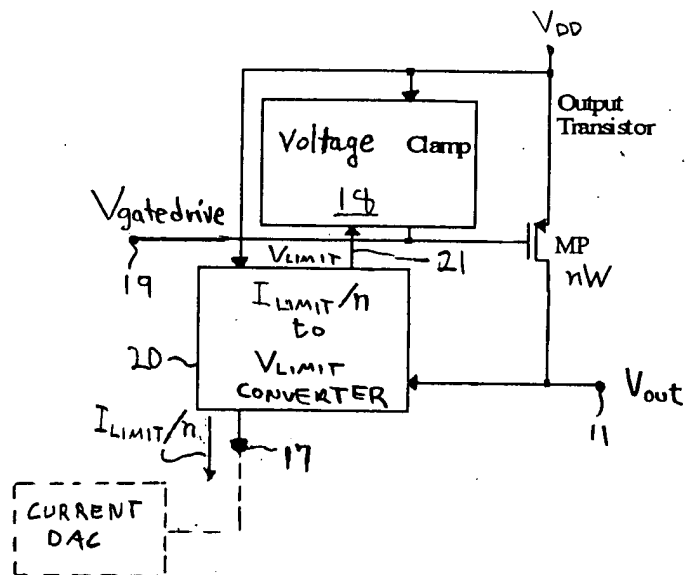 VDD
Output
Transistor
Voltage Clamp
18
Vgatedrive
19
VLIMIT
21
MP
nW
ILIMIT/n
to
VLIMIT
CONVERTER
20
Vout
11
ILIMIT/n
17
CURRENT
DAC